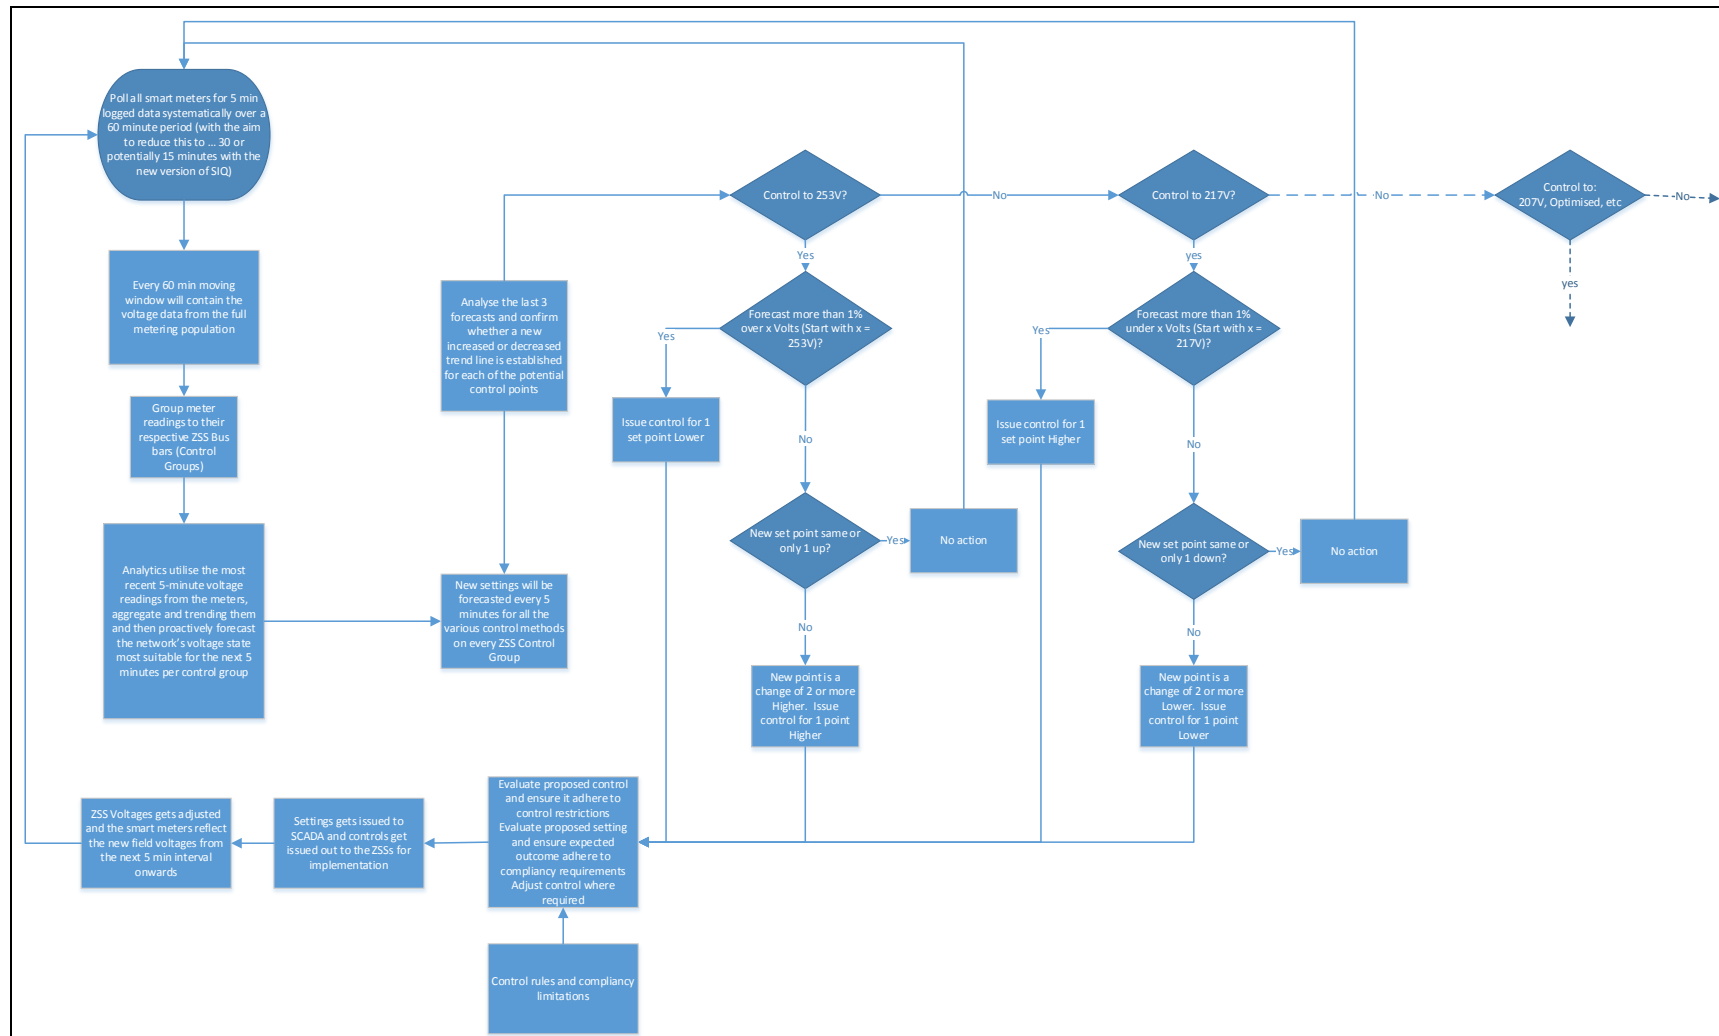 Poll all smart meters for 5 min
logged data systematically over a
60 minute period (with the aim
to reduce this to ... 30 or
potentially 15 minutes with the
new version of SIQ)
Every 60 min moving
window will contain the
voltage data from the full
metering population
Group meter
readings to their
respective ZSS Bus
bars (Control
Groups)
Analytics utilise the most
recent 5-minute voltage
readings from the meters,
aggregate and trending them
and then proactively forecast
the network's voltage state
most suitable for the next 5
minutes per control group
New settings will be
forecasted every 5
minutes for all the
various control methods
on every ZSS Control
Group
Analyse the last 3
forecasts and confirm
whether a new
increased or decreased
trend line is established
for each of the potential
control points
Control to 253V?
No
Yes
Forecast more than 1%
over x Volts (Start with x =
253V)?
Yes
Issue control for 1
set point Lower
No
New set point same or
only 1 up?
Yes
No action
No
New point is a
change of 2 or more
Higher. Issue
control for 1 point
Higher
Control to 217V?
No
yes
Forecast more than 1%
under x Volts (Start with x =
217V)?
Yes
Issue control for 1
set point Higher
No
New set point same or
only 1 down?
Yes
No action
No
New point is a
change of 2 or more
Lower. Issue
control for 1 point
Lower
Control to:
207V, Optimised, etc
No
yes
Evaluate proposed control
and ensure it adhere to
control restrictions
Evaluate proposed setting
and ensure expected
outcome adhere to
compliancy requirements
Adjust control where
required
Control rules and compliancy
limitations
Settings gets issued to
SCADA and controls get
issued out to the ZSSs for
implementation
ZSS Voltages gets adjusted
and the smart meters reflect
the new field voltages from
the next 5 min interval
onwards